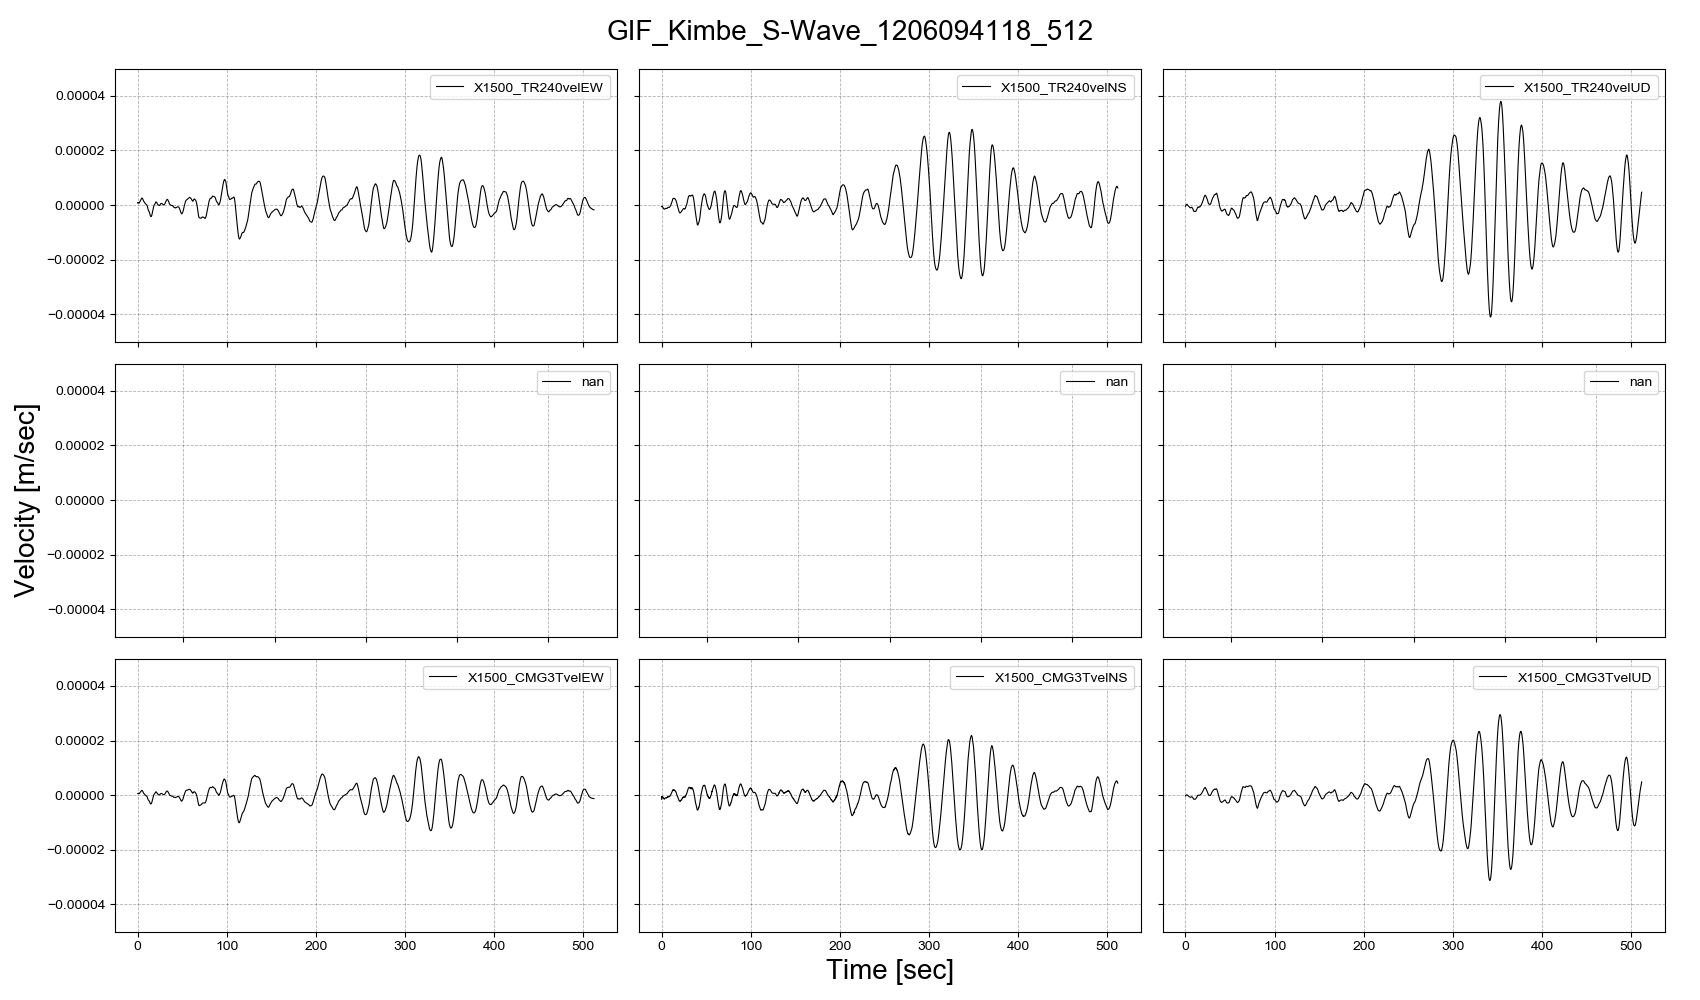 GIF_Kimbe_S-Wave_1206094118_512
X1500_TR240velEW
X1500_TR240velNS
X1500_TR240velUD
0.00004
0.00002
0.00000
−0.00002
−0.00004
nan
nan
nan
0.00004
0.00002
0.00000
−0.00002
−0.00004
Velocity [m/sec]
X1500_CMG3TvelEW
X1500_CMG3TvelNS
X1500_CMG3TvelUD
0.00004
0.00002
0.00000
−0.00002
−0.00004
0 100 200 300 400 500
0 100 200 300 400 500
0 100 200 300 400 500
Time [sec]